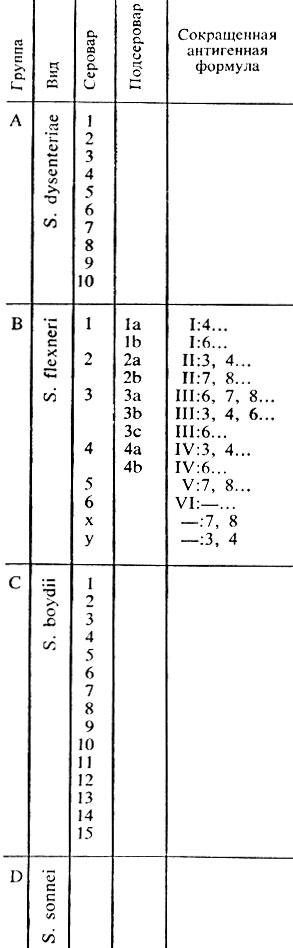 Группа Вид Серовар Подсеровар Сокращенная антигенная формула
A S. dysenteriae 1
2
3
4
5
6
7
8
9
10
B S. flexneri 1 1a I:4...
1b I:6...
2 2a II:3, 4...
2b II:7, 8...
3 3a III:6, 7, 8...
3b III:3, 4, 6...
3c III:6...
4 4a IV:3, 4...
4b IV:6...
5 V:7, 8...
6 VI:—...
x —:7, 8
y —:3, 4
C S. boydii 1
2
3
4
5
6
7
8
9
10
11
12
13
14
15
D S. sonnei